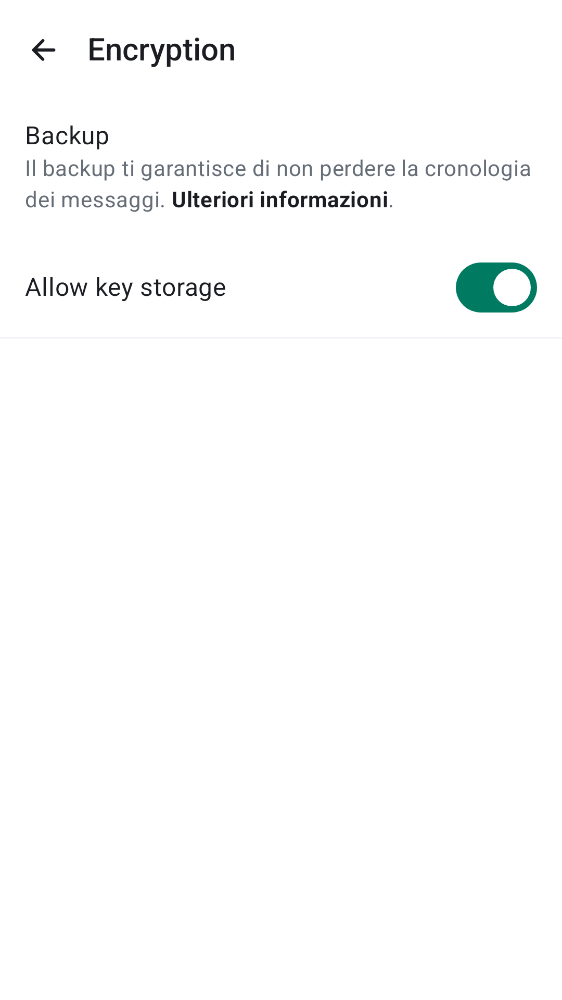 Encryption
Backup
Il backup ti garantisce di non perdere la cronologia
dei messaggi. Ulteriori informazioni.
Allow key storage